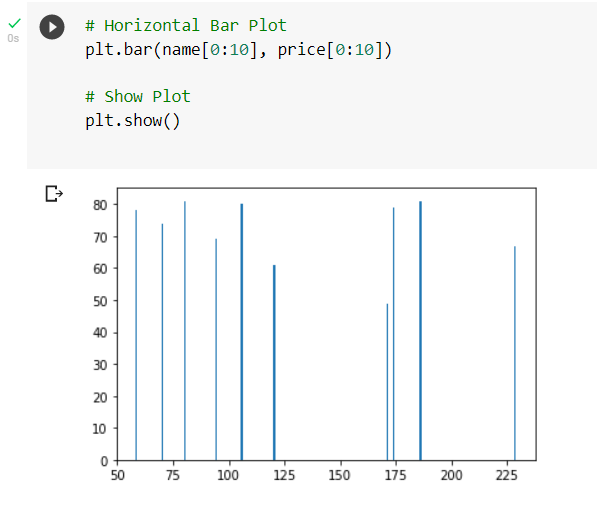 # Horizontal Bar Plot
0s
plt.bar(name[0:10], price[0:10])
# Show Plot
plt.show()
80
70
60
50
40
30
20
10
0
50 75 100 125 150 175 200 225